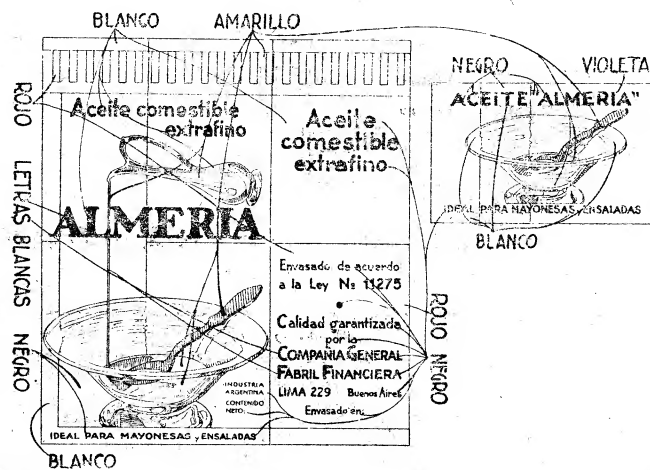 BLANCO AMARILLO
NEGRO VIOLETA
ROJO
LETRAS BLANCAS
NEGRO
Aceite comestible
extrafino
ALMERIA
Aceite
comestible
extrafino
Envasado de acuerdo
a la Ley Nº 11275
Calidad garantizada
por la
COMPAÑIA GENERAL
FABRIL FINANCIERA
LIMA 229 Buenos Aires
INDUSTRIA
ARGENTINA
CONTENIDO
NETO:
Envasado en:
IDEAL PARA MAYONESAS y ENSALADAS
BLANCO
ROJO
NEGRO
ACEITE "ALMERIA"
IDEAL PARA MAYONESAS y ENSALADAS
BLANCO